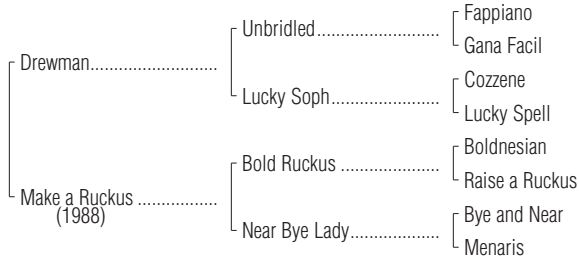 Fappiano
Unbridled
Gana Facil
Drewman
Cozzene
Lucky Soph
Lucky Spell
Boldnesian
Bold Ruckus
Raise a Ruckus
Make a Ruckus
(1988)
Bye and Near
Near Bye Lady
Menaris